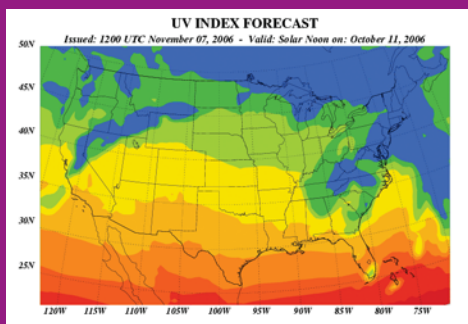 UV INDEX FORECAST
Issued: 1200 UTC November 07, 2006 - Valid: Solar Noon on: October 11, 2006
50N
45N
40N
35N
30N
25N
120W 115W 110W 105W 100W 95W 90W 85W 80W 75W